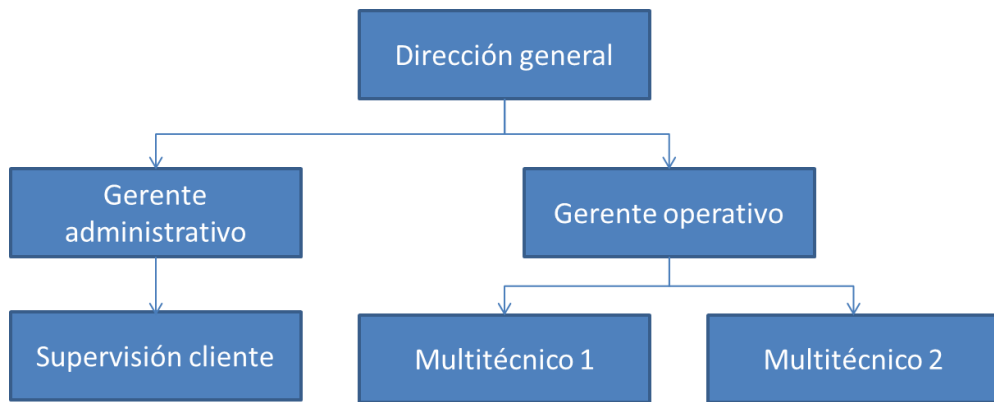 Dirección general
Gerente
administrativo
Gerente operativo
Supervisión cliente
Multitécnico 1
Multitécnico 2